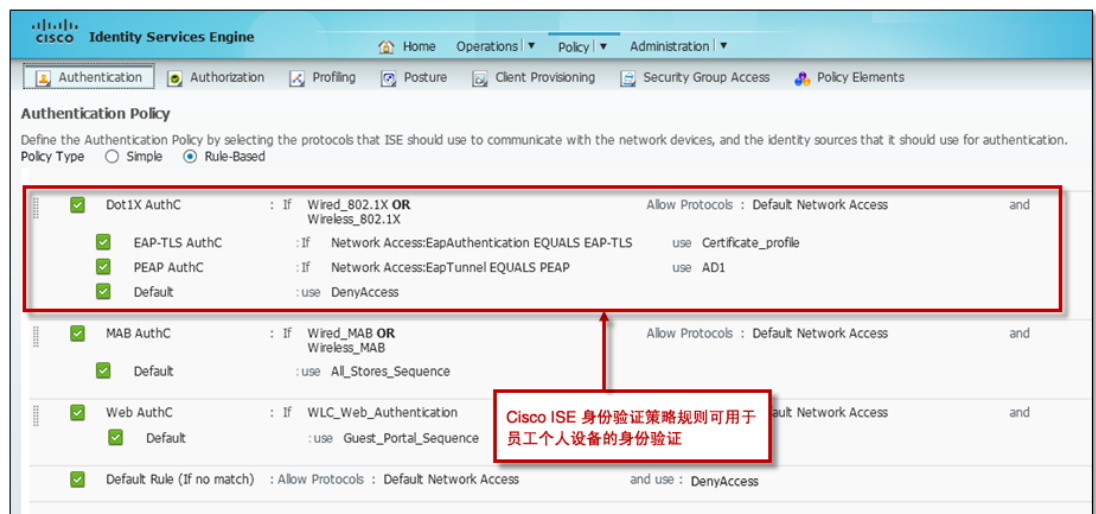 CISCO Identity Services Engine
Home Operations ▼ Policy ▼ Administration ▼
Authentication Authorization Profiling Posture Client Provisioning Security Group Access Policy Elements
Authentication Policy
Define the Authentication Policy by selecting the protocols that ISE should use to communicate with the network devices, and the identity sources that it should use for authentication.
Policy Type Simple Rule-Based
Dot1X AuthC : If Wired_802.1X OR Allow Protocols : Default Network Access and
Wireless_802.1X
EAP-TLS AuthC : If Network Access:EapAuthentication EQUALS EAP-TLS use Certificate_profile
PEAP AuthC : If Network Access:EapTunnel EQUALS PEAP use AD1
Default : use DenyAccess
MAB AuthC : If Wired_MAB OR Allow Protocols : Default Network Access and
Wireless_MAB
Default : use All_Stores_Sequence
Web AuthC : If WLC_Web_Authentication Network Access and
Default : use Guest_Portal_Sequence
Cisco ISE 身份验证策略规则可用于
员工个人设备的身份验证
Default Rule (If no match) : Allow Protocols : Default Network Access and use : DenyAccess